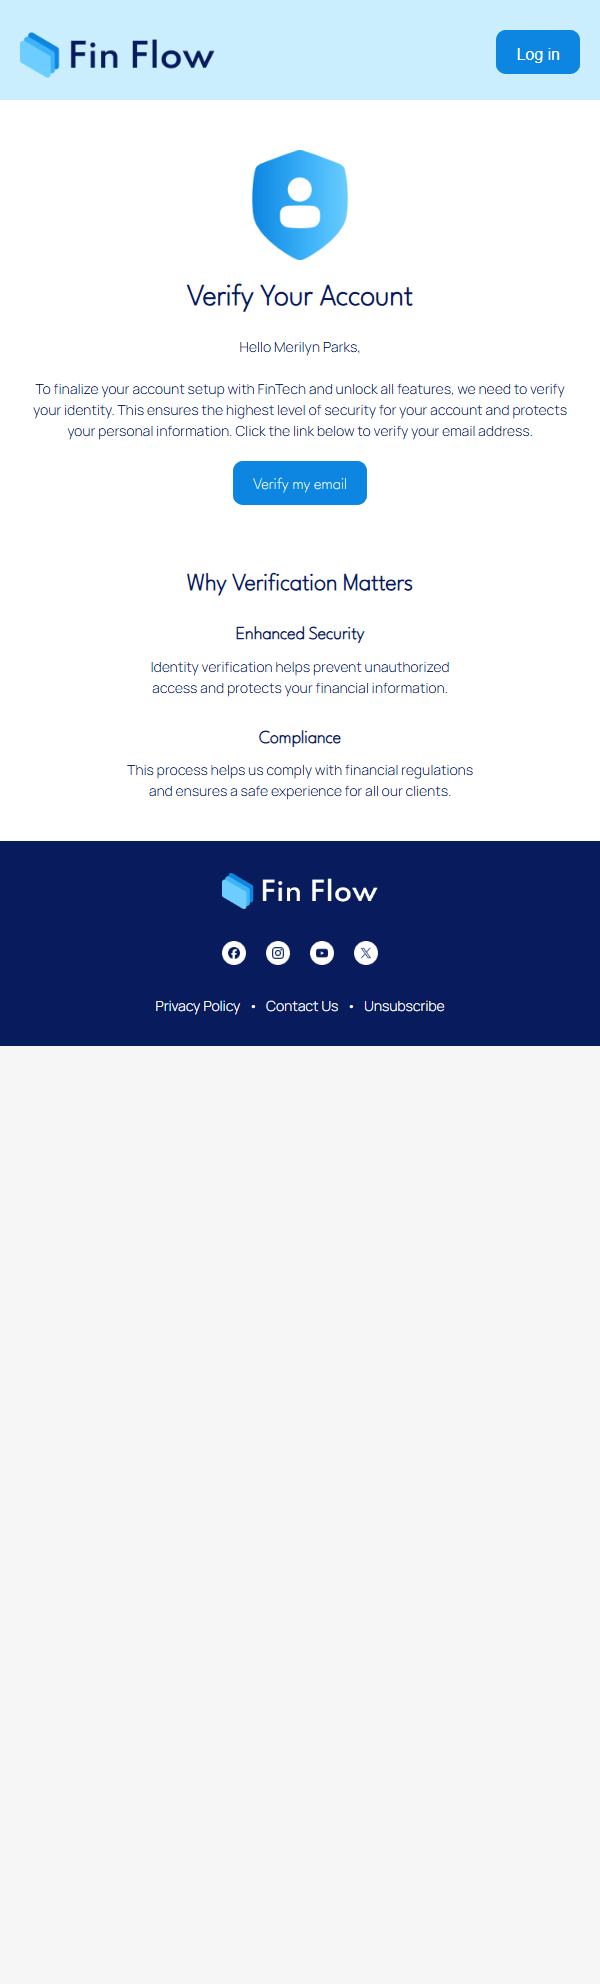 Fin Flow
Log in
Verify Your Account
Hello Merilyn Parks,
To finalize your account setup with FinTech and unlock all features, we need to verify
your identity. This ensures the highest level of security for your account and protects
your personal information. Click the link below to verify your email address.
Verify my email
Why Verification Matters
Enhanced Security
Identity verification helps prevent unauthorized
access and protects your financial information.
Compliance
This process helps us comply with financial regulations
and ensures a safe experience for all our clients.
Fin Flow
Privacy Policy • Contact Us • Unsubscribe